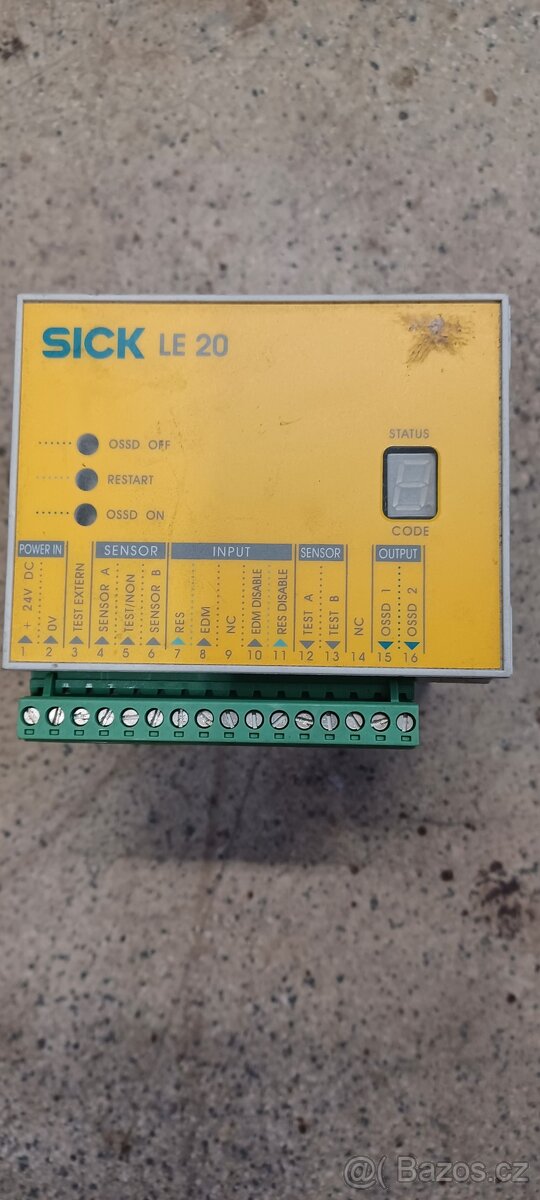 SICK LE 20
OSSD OFF
RESTART
OSSD ON
STATUS
CODE
POWER IN
SENSOR
INPUT
SENSOR
OUTPUT
+ 24V DC
0V
TEST EXTERN
SENSOR A
TEST/NON
SENSOR B
RES
EDM
NC
EDM DISABLE
RES DISABLE
TEST A
TEST B
NC
OSSD 1
OSSD 2
1 2 3 4 5 6 7 8 9 10 11 12 13 14 15 16
@ Bazos.cz